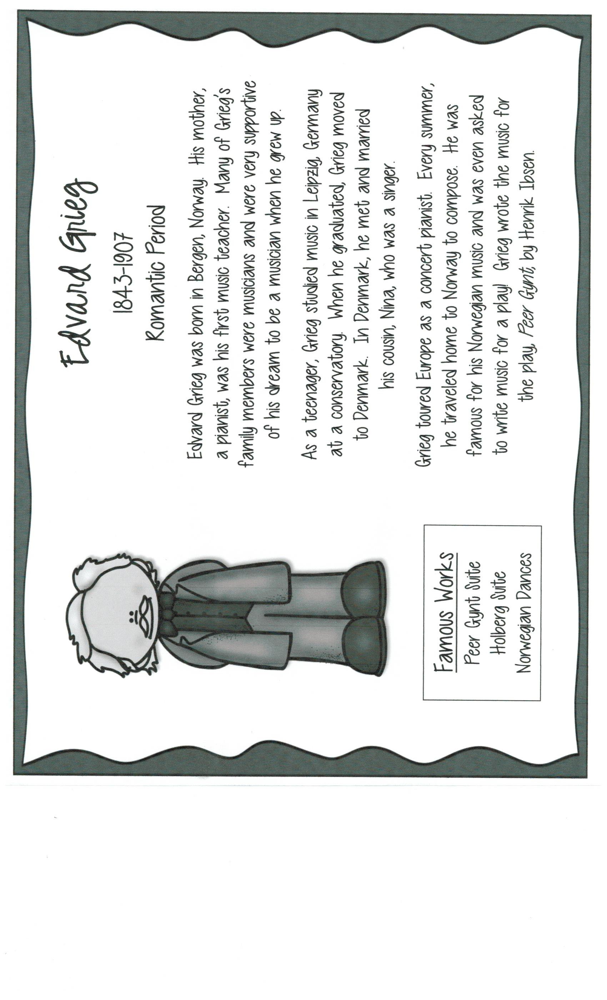 Edvard Grieg
1843-1907
Romantic Period
Edvard Grieg was born in Bergen, Norway. His mother,
a pianist, was his first music teacher. Many of Grieg's
family members were musicians and were very supportive
of his dream to be a musician when he grew up.
As a teenager, Grieg studied music in Leipzig, Germany
at a conservatory. When he graduated, Grieg moved
to Denmark. In Denmark, he met and married
his cousin, Nina, who was a singer.
Grieg toured Europe as a concert pianist. Every summer,
he traveled home to Norway to compose. He was
famous for his Norwegian music and was even asked
to write music for a play! Grieg wrote the music for
the play, Peer Gynt, by Henrik Ibsen.
Famous Works
Peer Gynt Suite
Holberg Suite
Norwegian Dances